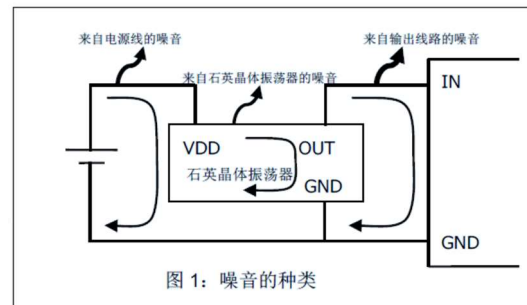 来自电源线的噪音
来自石英晶体振荡器的噪音
来自输出线路的噪音
IN
VDD
OUT
石英晶体振荡器
GND
GND
图 1：噪音的种类